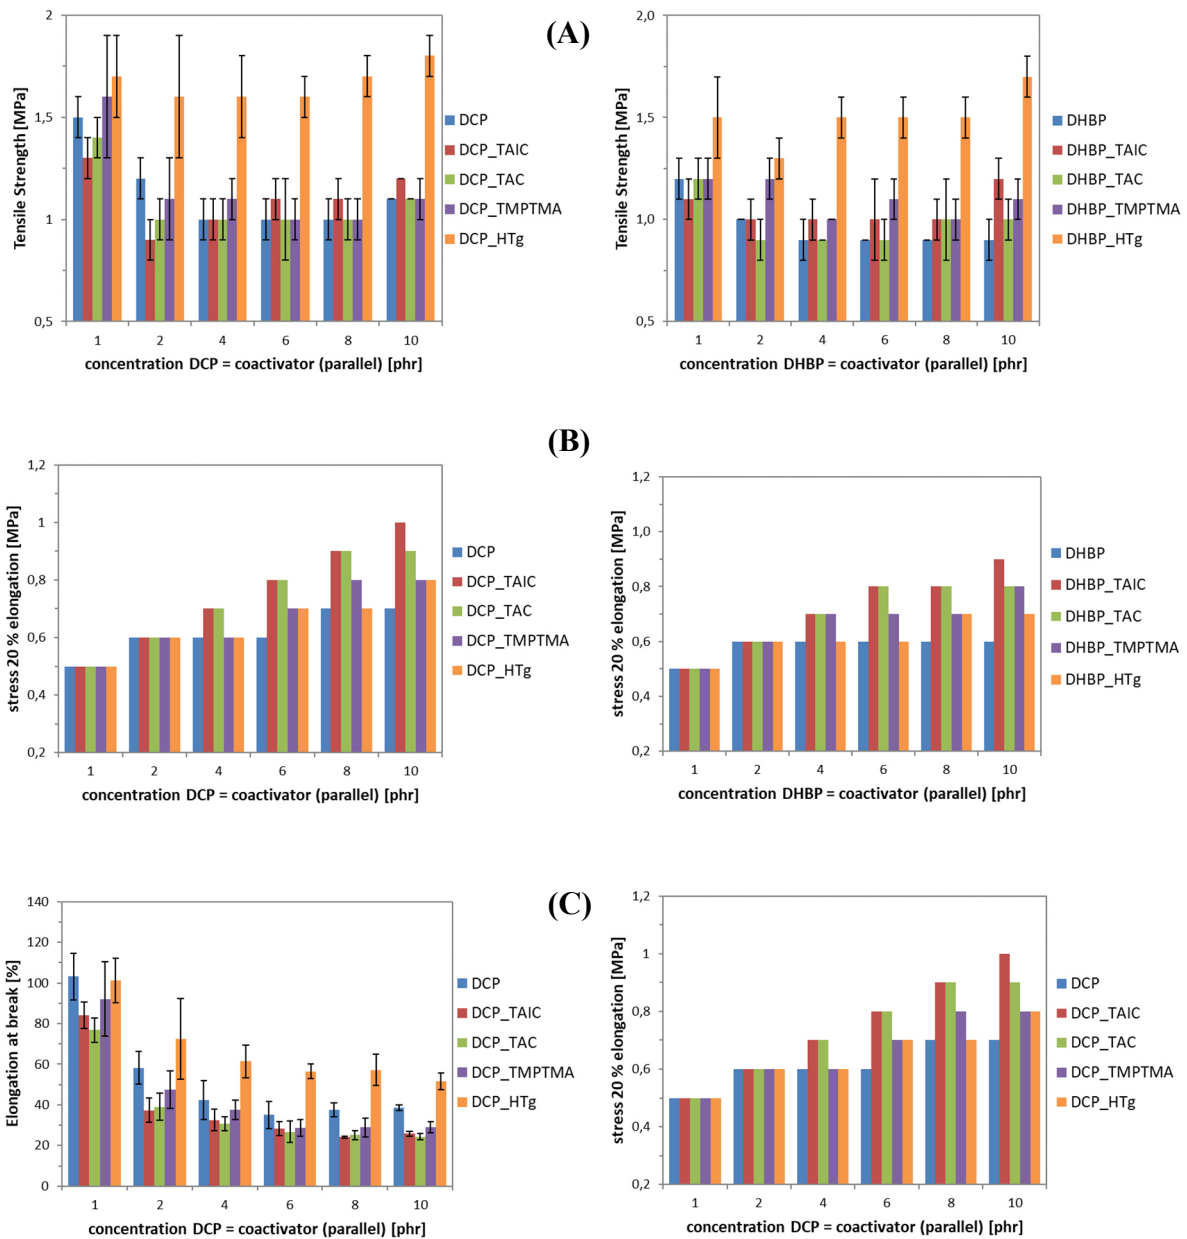 (A)
Tensile Strength [MPa]
2
1,5
1
0,5
1 2 4 6 8 10
concentration DCP = coactivator (parallel) [phr]
DCP
DCP_TAIC
DCP_TAC
DCP_TMPTMA
DCP_HTg
Tensile Strength [MPa]
2,0
1,5
1,0
0,5
1 2 4 6 8 10
concentration DHBP = coactivator (parallel) [phr]
DHBP
DHBP_TAIC
DHBP_TAC
DHBP_TMPTMA
DHBP_HTg
(B)
stress 20 % elongation [MPa]
1,2
1
0,8
0,6
0,4
0,2
1 2 4 6 8 10
concentration DCP = coactivator (parallel) [phr]
DCP
DCP_TAIC
DCP_TAC
DCP_TMPTMA
DCP_HTg
stress 20 % elongation [MPa]
1,2
1,0
0,8
0,6
0,4
0,2
1 2 4 6 8 10
concentration DHBP = coactivator (parallel) [phr]
DHBP
DHBP_TAIC
DHBP_TAC
DHBP_TMPTMA
DHBP_HTg
(C)
Elongation at break [%]
140
120
100
80
60
40
20
0
1 2 4 6 8 10
concentration DCP = coactivator (parallel) [phr]
DCP
DCP_TAIC
DCP_TAC
DCP_TMPTMA
DCP_HTg
stress 20 % elongation [MPa]
1,2
1
0,8
0,6
0,4
0,2
1 2 4 6 8 10
concentration DCP = coactivator (parallel) [phr]
DCP
DCP_TAIC
DCP_TAC
DCP_TMPTMA
DCP_HTg